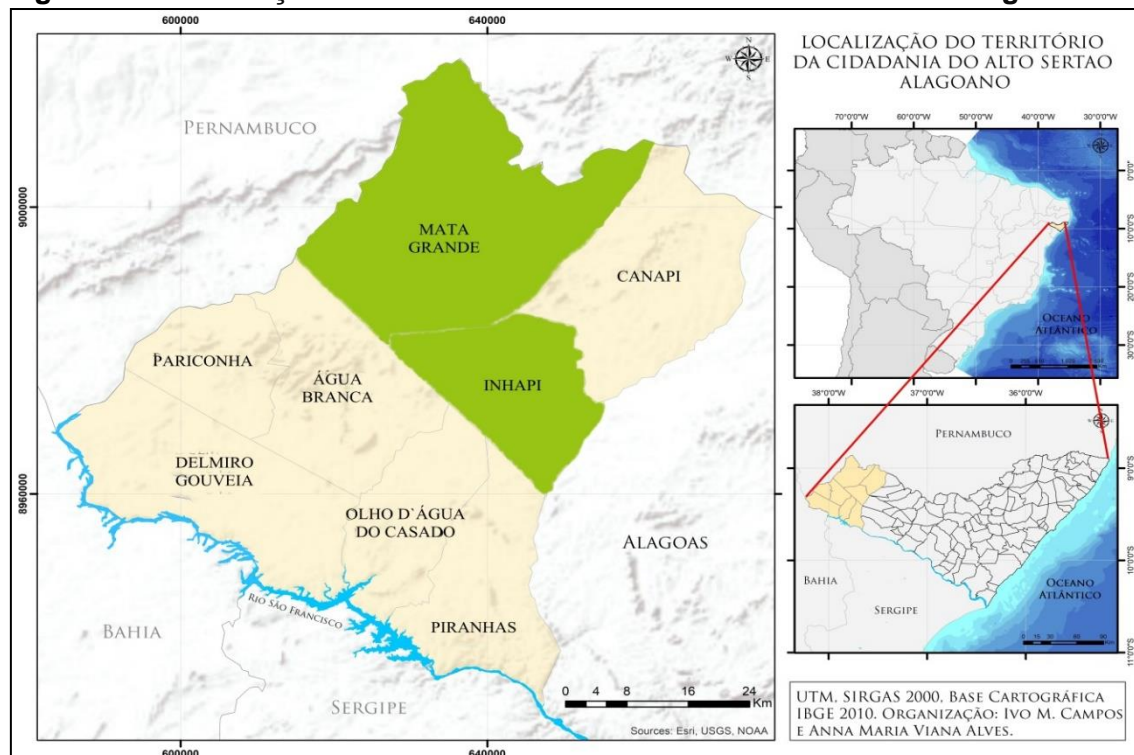 600000
640000
PERNAMBUCO
9000000
MATA
GRANDE
CANAPI
PARICONHA
ÁGUA
BRANCA
INHAPI
DELMIRO
GOUVEIA
8960000
OLHO D`ÁGUA
DO CASADO
ALAGOAS
RIO SÃO FRANCISCO
BAHIA
PIRANHAS
SERGIPE
0 4 8 16 24
Km
Sources: Esri, USGS, NOAA
600000
640000
LOCALIZAÇÃO DO TERRITÓRIO
DA CIDADANIA DO ALTO SERTAO
ALAGOANO
70°0'0"W 60°0'0"W 50°0'0"W 40°0'0"W 30°0'0"W
0°0'0"
10°0'0"S
20°0'0"S
30°0'0"S
OCEANO
ATLÂNTICO
38°0'0"W 37°0'0"W 36°0'0"W
PERNAMBUCO
9°0'0"S
10°0'0"S
11°0'0"S
BAHIA
SERGIPE
OCEANO
ATLÂNTICO
UTM, SIRGAS 2000, BASE CARTOGRÁFICA
IBGE 2010. ORGANIZAÇÃO: IVO M. CAMPOS
E ANNA MARIA VIANA ALVES.